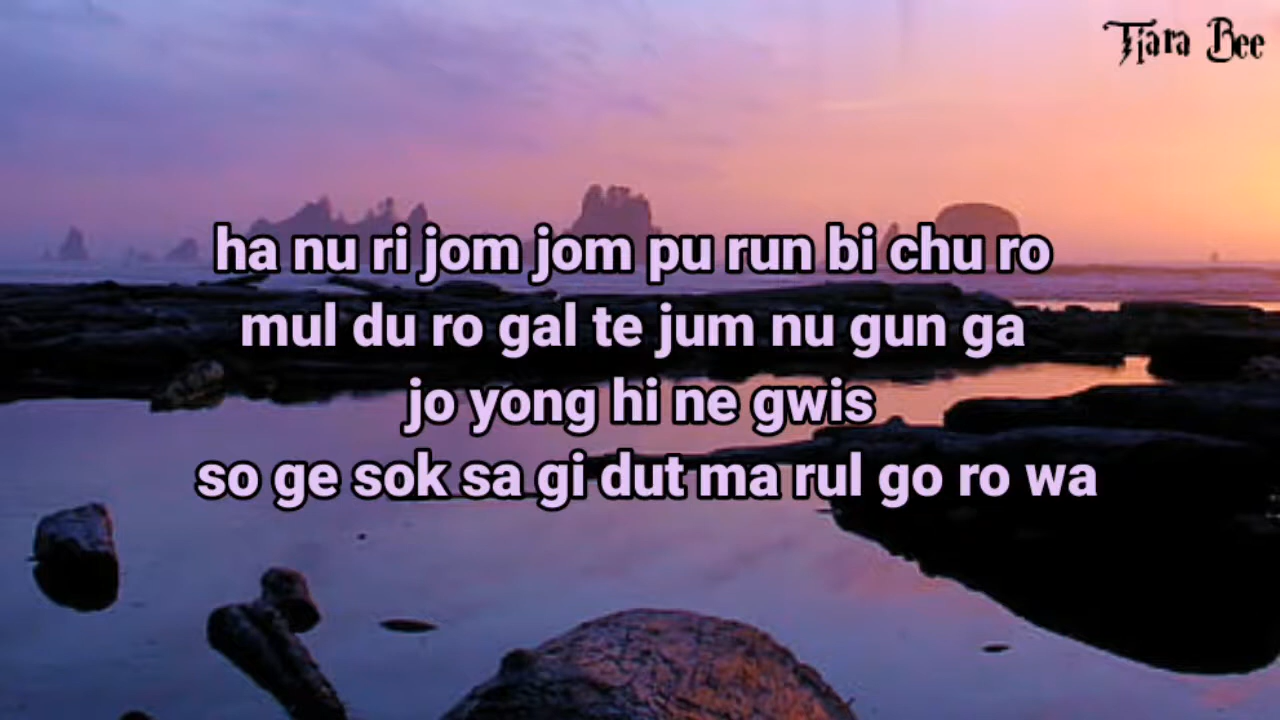 Tjara Bee
ha nu ri jom jom pu run bi chu ro
mul du ro gal te jum nu gun ga
jo yong hi ne gwis
so ge sok sa gi dut ma rul go ro wa